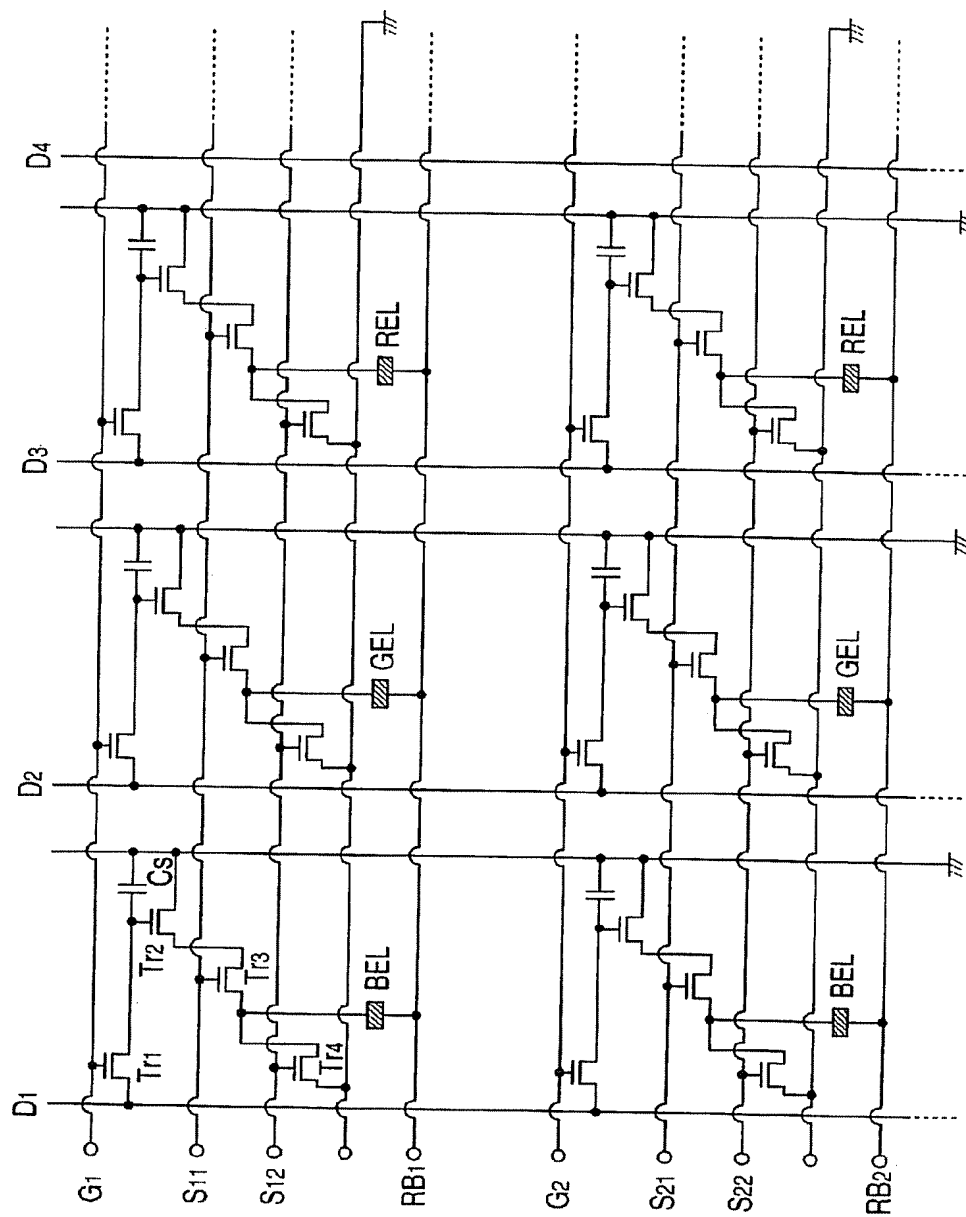 D1
D2
D3
D4
G1
Tr1
Tr2
Cs
S11
Tr3
S12
Tr4
BEL
GEL
REL
RB1
G2
S21
S22
BEL
GEL
REL
RB2